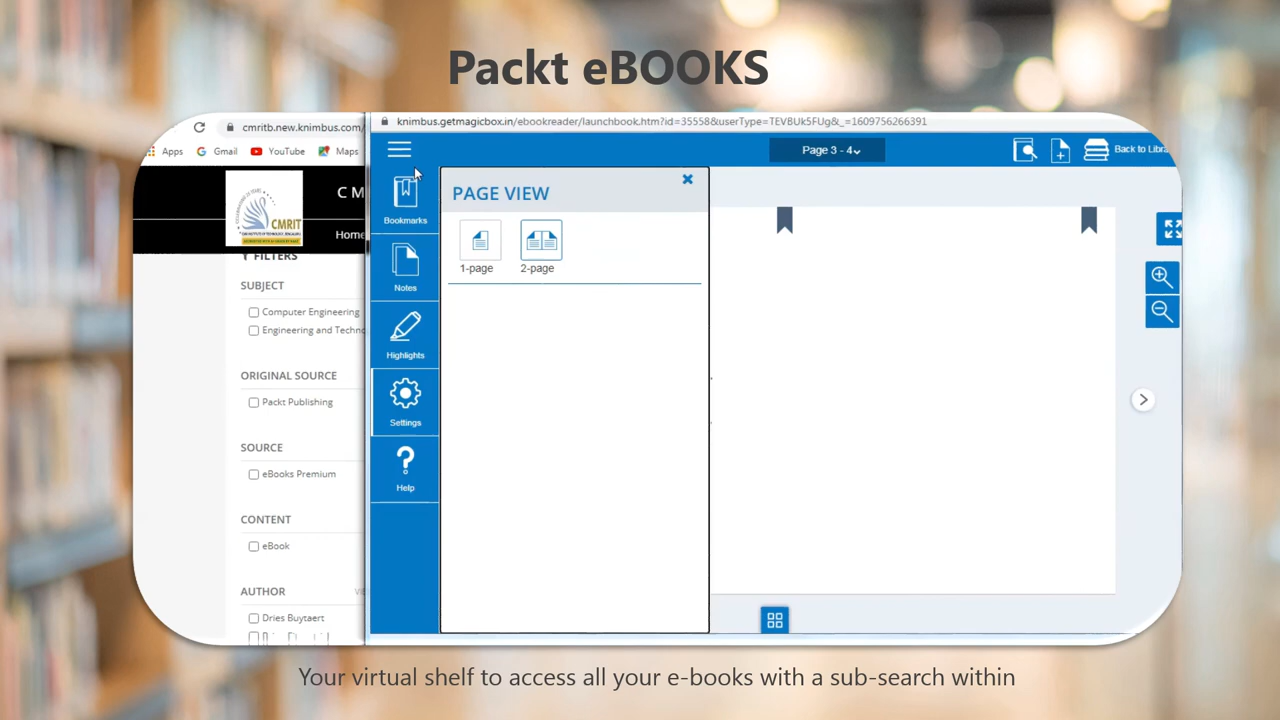 Packt eBOOKS
cmritb.new.knimbus.com/
Apps
Gmail
YouTube
Maps
CMRIT
C M
Home
FILTERS
SUBJECT
Computer Engineering
Engineering and Techno
ORIGINAL SOURCE
Packt Publishing
SOURCE
eBooks Premium
CONTENT
eBook
AUTHOR
Dries Buytaert
knimbus.getmagicbox.in/ebookreader/launchbook.htm?id=35558&userType=TEVBUk5FUg&_=1609756266391
Page 3 - 4
Back to Libra
Bookmarks
Notes
Highlights
Settings
Help
PAGE VIEW
1-page
2-page
Your virtual shelf to access all your e-books with a sub-search within